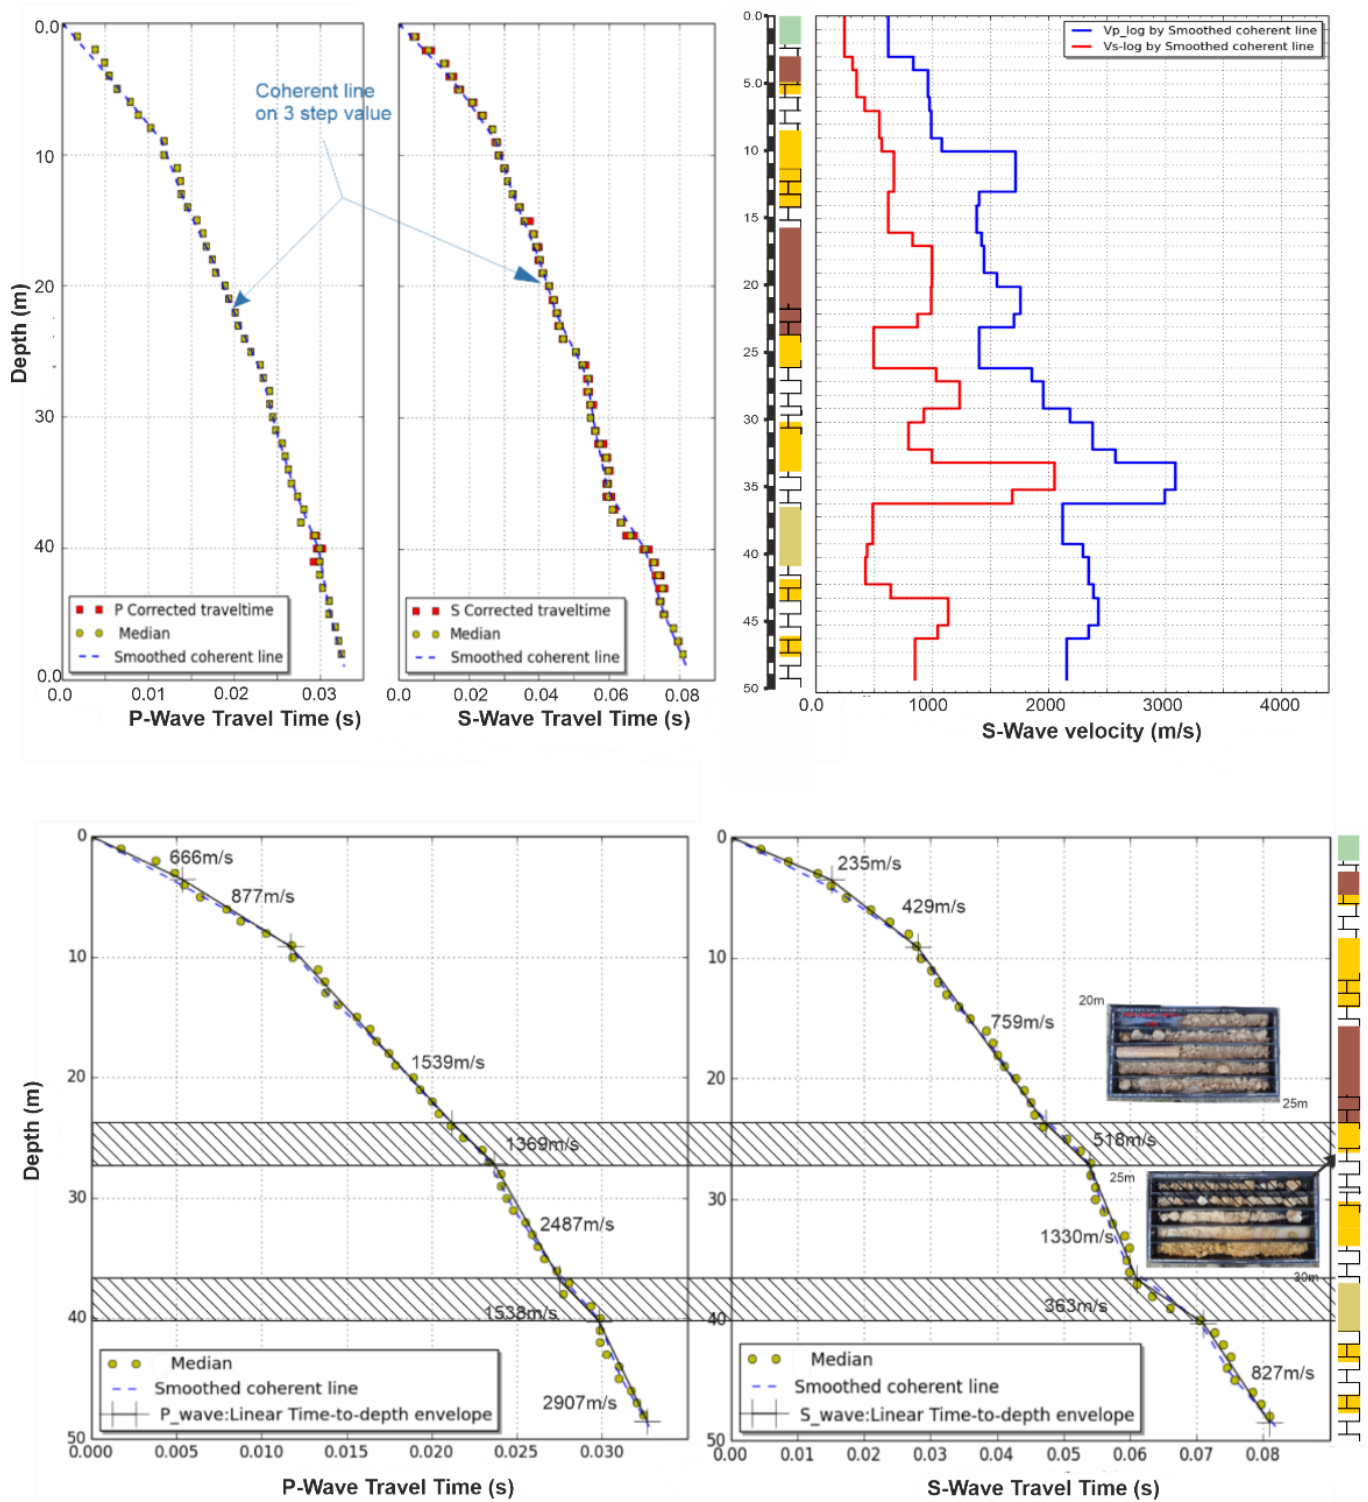 0.0
10
20
30
40
0.0
Depth (m)
0.0
0.01
0.02
0.03
P-Wave Travel Time (s)
P Corrected traveltime
Median
Smoothed coherent line
Coherent line
on 3 step value
0.0
0.02
0.04
0.06
0.08
S-Wave Travel Time (s)
S Corrected traveltime
Median
Smoothed coherent line
0.0
5.0
10
15
20
25
30
35
40
45
50
Vp_log by Smoothed coherent line
Vs-log by Smoothed coherent line
0.0
1000
2000
3000
4000
S-Wave velocity (m/s)
0
10
20
30
40
50
Depth (m)
666m/s
877m/s
1539m/s
1369m/s
2487m/s
1538m/s
2907m/s
Median
Smoothed coherent line
P_wave:Linear Time-to-depth envelope
0.000
0.005
0.010
0.015
0.020
0.025
0.030
P-Wave Travel Time (s)
0
10
20
30
40
50
235m/s
429m/s
759m/s
518m/s
1330m/s
363m/s
827m/s
20m
25m
25m
30m
Median
Smoothed coherent line
S_wave:Linear Time-to-depth envelope
0.00
0.01
0.02
0.03
0.04
0.05
0.06
0.07
0.08
S-Wave Travel Time (s)